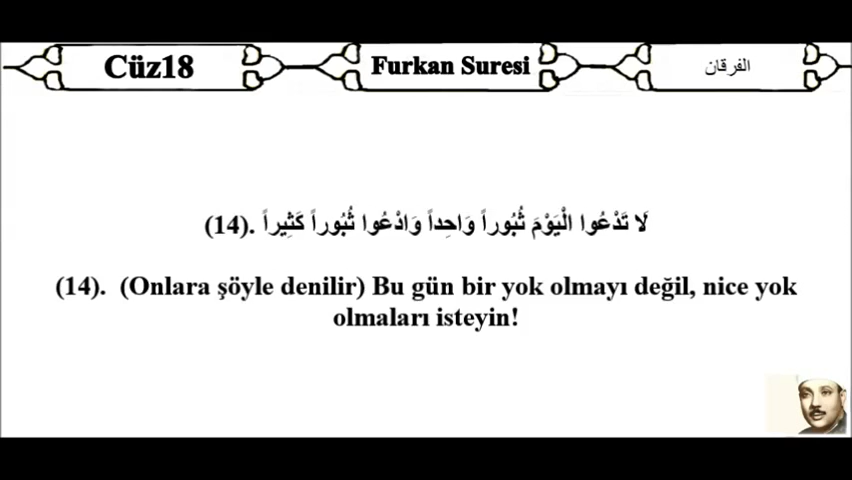 Cüz18
Furkan Suresi
الفرقان
لَا تَدْعُوا الْيَوْمَ ثُبُوراً وَاحِداً وَادْعُوا ثُبُوراً كَثِيراً .(14)
(14). (Onlara şöyle denilir) Bu gün bir yok olmayı değil, nice yok
olmaları isteyin!